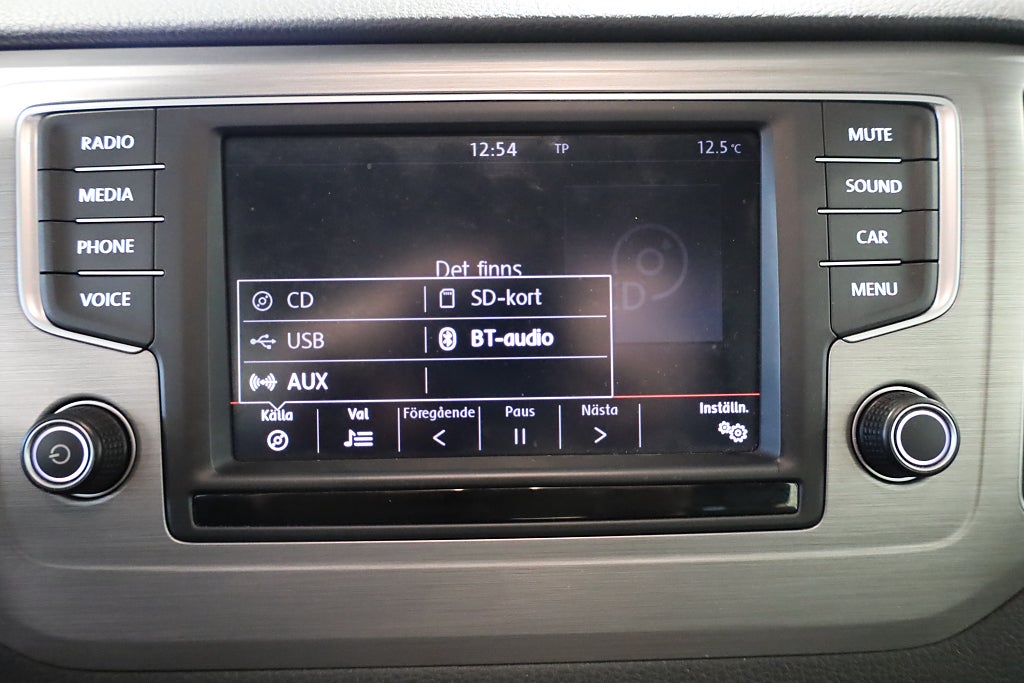 RADIO
MEDIA
PHONE
VOICE
12:54 TP 12.5 °C
Det finns
CD SD-kort
USB BT-audio
AUX
Källa Val Föregående Paus Nästa Inställn.
MUTE
SOUND
CAR
MENU